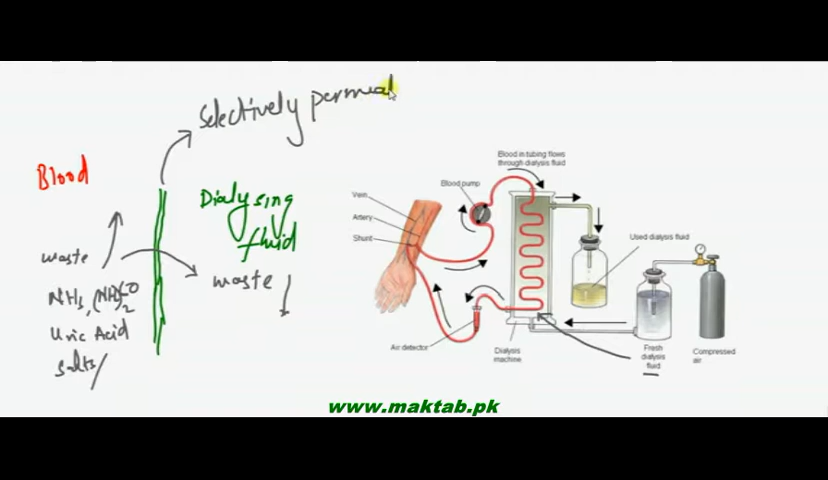 Selectively permeal
Blood
Dialysing
fluid
waste
waste
NH3, (NH2)2CO
Uric Acid
Salts
Blood in tubing flows
through dialysis fluid
Blood pump
Vein
Artery
Shunt
Used dialysis fluid
Air detector
Dialysis
machine
Fresh
dialysis
fluid
Compressed
air
www.maktab.pk